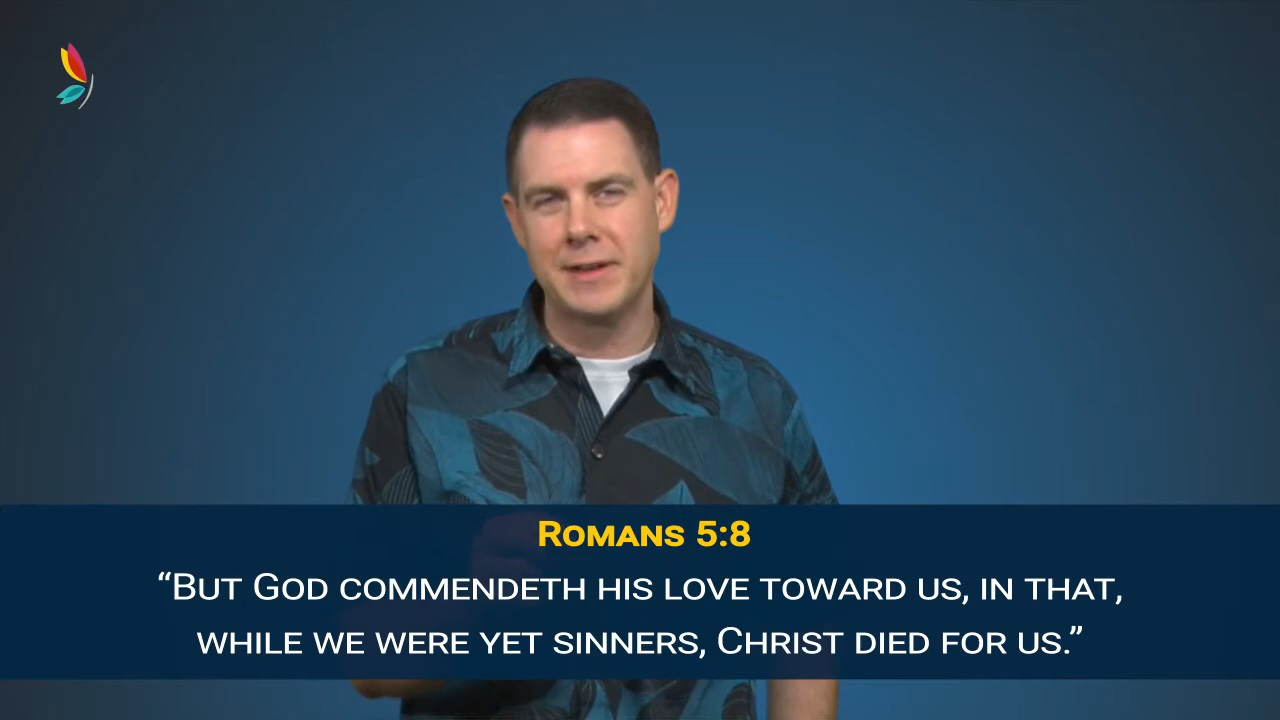 Romans 5:8
“But God commendeth his love toward us, in that,
while we were yet sinners, Christ died for us.”